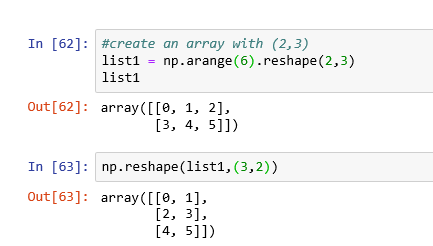 In [62]: #create an array with (2,3)
list1 = np.arange(6).reshape(2,3)
list1
Out[62]: array([[0, 1, 2],
[3, 4, 5]])
In [63]: np.reshape(list1,(3,2))
Out[63]: array([[0, 1],
[2, 3],
[4, 5]])